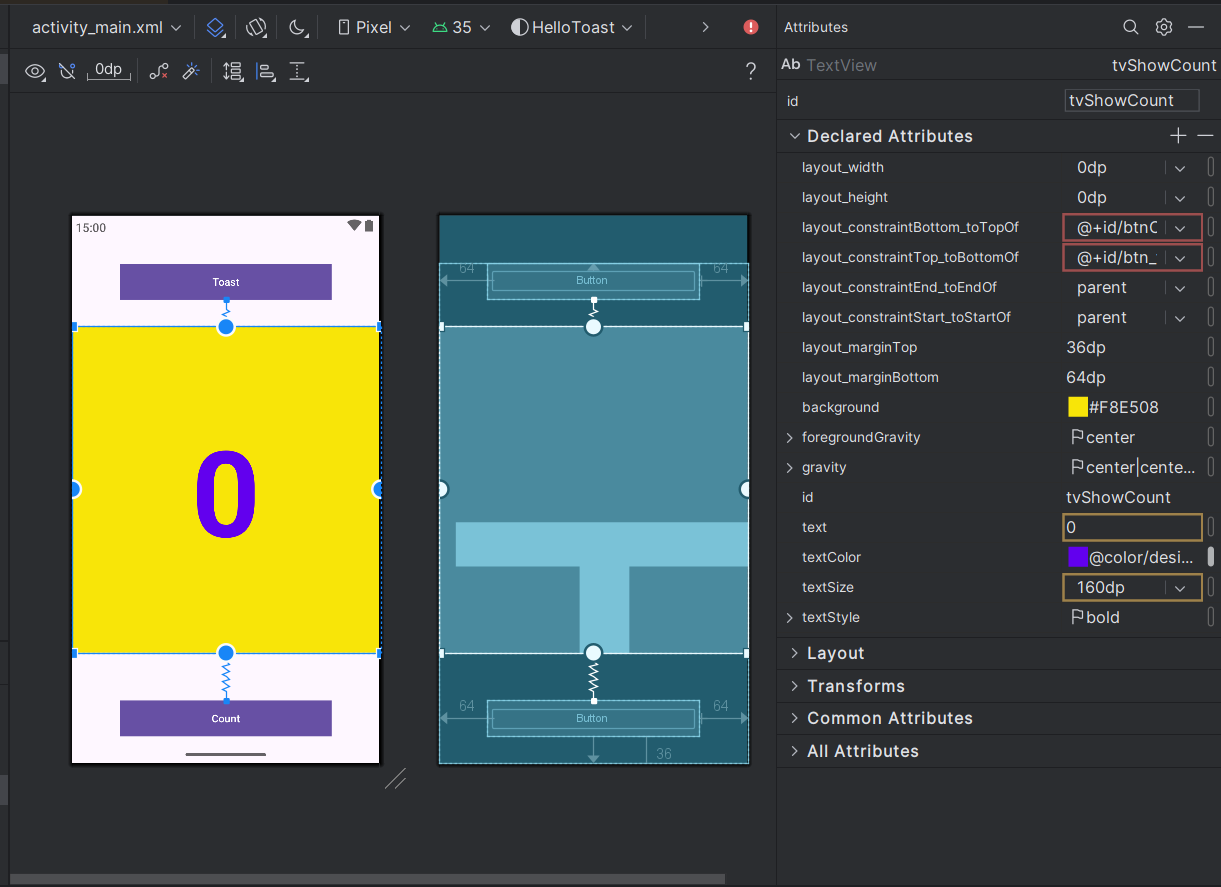 activity_main.xml Pixel 35 HelloToast
0dp ?
15:00
Toast
0
Count
64 64
Button
64 64
Button
36
Attributes
Ab TextView tvShowCount
id tvShowCount
Declared Attributes
layout_width 0dp
layout_height 0dp
layout_constraintBottom_toTopOf @+id/btnC
layout_constraintTop_toBottomOf @+id/btn_
layout_constraintEnd_toEndOf parent
layout_constraintStart_toStartOf parent
layout_marginTop 36dp
layout_marginBottom 64dp
background #F8E508
foregroundGravity center
gravity center|cente...
id tvShowCount
text 0
textColor @color/desi...
textSize 160dp
textStyle bold
Layout
Transforms
Common Attributes
All Attributes